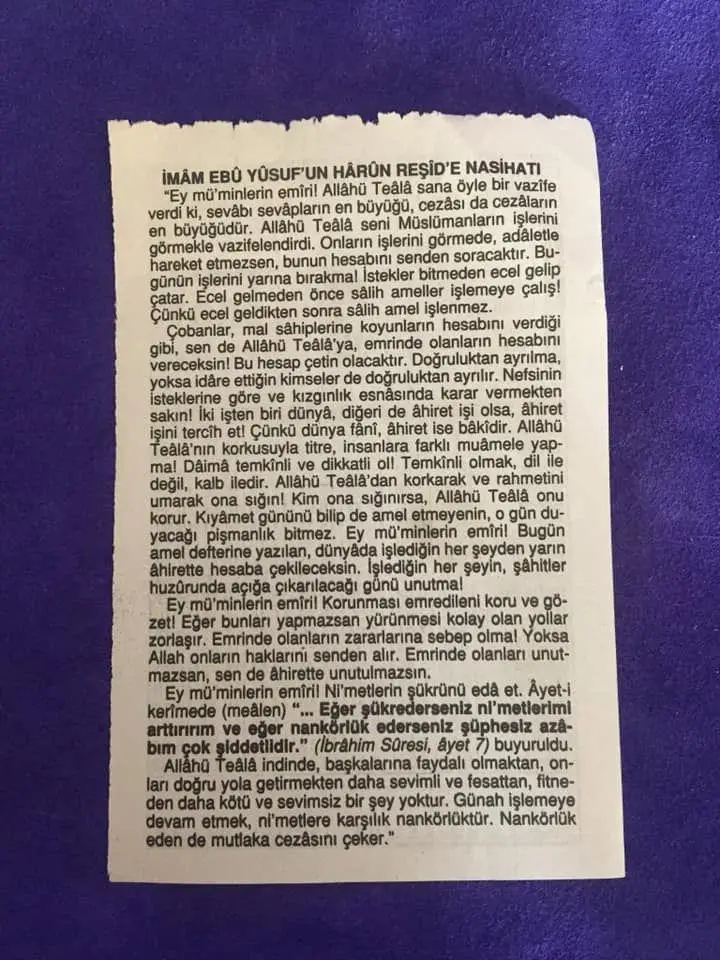 İMÂM EBÛ YÛSUF'UN HÂRÛN REŞÎD'E NASİHATI
"Ey mü'minlerin emîri! Allâhü Teâlâ sana öyle bir vazîfe
verdi ki, sevâbı sevâpların en büyüğü, cezâsı da cezâların
en büyüğüdür. Allâhü Teâlâ seni Müslümanların işlerini
görmekle vazifelendirdi. Onların işlerini görmede, adâletle
hareket etmezsen, bunun hesabını senden soracaktır. Bu-
günün işlerini yarına bırakma! İstekler bitmeden ecel gelip
çatar. Ecel gelmeden önce sâlih ameller işlemeye çalış!
Çünkü ecel geldikten sonra sâlih amel işlenmez.
Çobanlar, mal sâhiplerine koyunların hesabını verdiği
gibi, sen de Allâhü Teâlâ'ya, emrinde olanların hesabını
vereceksin! Bu hesap çetin olacaktır. Doğruluktan ayrılma,
yoksa idâre ettiğin kimseler de doğruluktan ayrılır. Nefsinin
isteklerine göre ve kızgınlık esnâsında karar vermekten
sakın! İki işten biri dünyâ, diğeri de âhiret işi olsa, âhiret
işini tercîh et! Çünkü dünya fânî, âhiret ise bâkîdir. Allâhü
Teâlâ'nın korkusuyla titre, insanlara farklı muâmele yap-
ma! Dâimâ temkînli ve dikkatli ol! Temkînli olmak, dil ile
değil, kalb iledir. Allâhü Teâlâ'dan korkarak ve rahmetini
umarak ona sığın! Kim ona sığınırsa, Allâhü Teâlâ onu
korur. Kıyâmet gününü bilip de amel etmeyenin, o gün du-
yacağı pişmanlık bitmez. Ey mü'minlerin emîri! Bugün
amel defterine yazılan, dünyâda işlediğin her şeyden yarın
âhirette hesaba çekileceksin. İşlediğin her şeyin, şâhitler
huzûrunda açığa çıkarılacağı günü unutma!
Ey mü'minlerin emîri! Korunması emredileni koru ve gö-
zet! Eğer bunları yapmazsan yürünmesi kolay olan yollar
zorlaşır. Emrinde olanların zararlarına sebep olma! Yoksa
Allah onların haklarını senden alır. Emrinde olanları unut-
mazsan, sen de âhirette unutulmazsın.
Ey mü'minlerin emîri! Ni'metlerin şükrünü edâ et. Âyet-i
kerîmede (meâlen) "... Eğer şükrederseniz ni'metlerimi
arttırırım ve eğer nankörlük ederseniz şüphesiz azâ-
bım çok şiddetlidir." (İbrâhim Sûresi, âyet 7) buyuruldu.
Allâhü Teâlâ indinde, başkalarına faydalı olmaktan, on-
ları doğru yola getirmekten daha sevimli ve fesattan, fitne-
den daha kötü ve sevimsiz bir şey yoktur. Günah işlemeye
devam etmek, ni'metlere karşılık nankörlüktür. Nankörlük
eden de mutlaka cezâsını çeker."